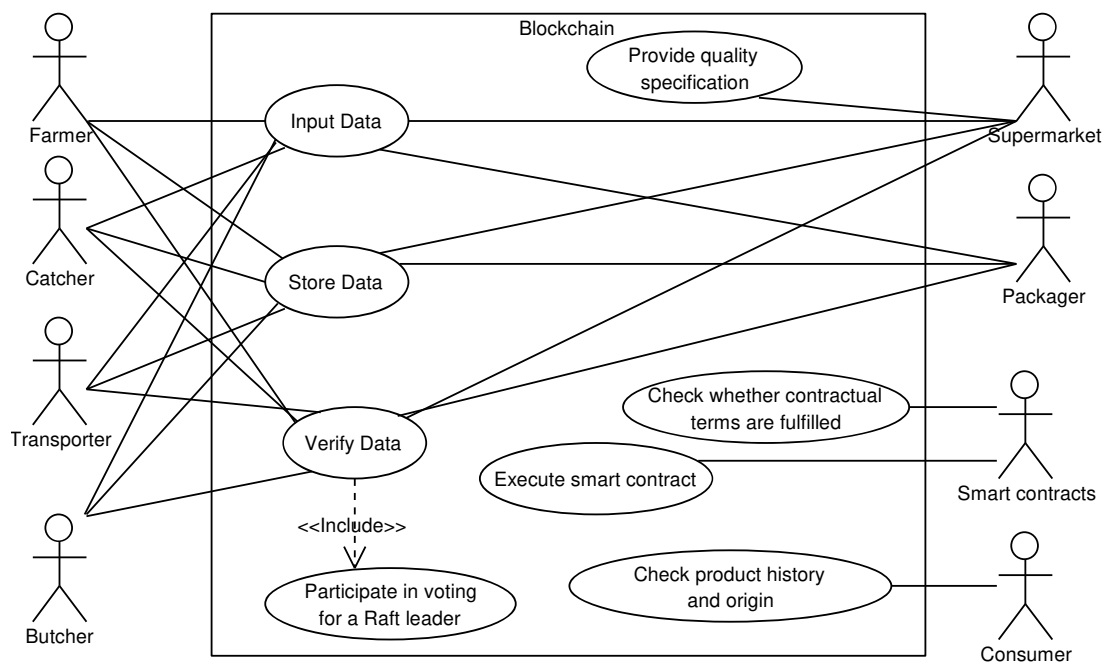 Blockchain
Provide quality
specification
Farmer
Input Data
Supermarket
Catcher
Store Data
Packager
Transporter
Verify Data
Check whether contractual
terms are fulfilled
Execute smart contract
Smart contracts
<<Include>>
Participate in voting
for a Raft leader
Check product history
and origin
Butcher
Consumer